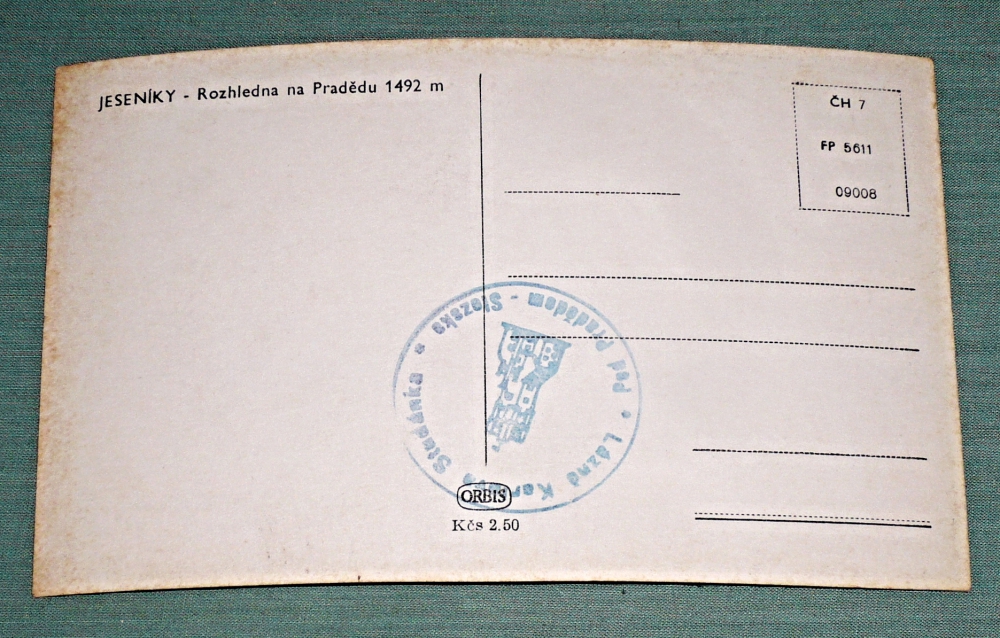 JESENÍKY - Rozhledna na Pradědu 1492 m
ČH 7
FP 5611
09008
Lázně Karlova Studánka • pod Pradědem - Slezsko •
ORBIS
Kčs 2.50